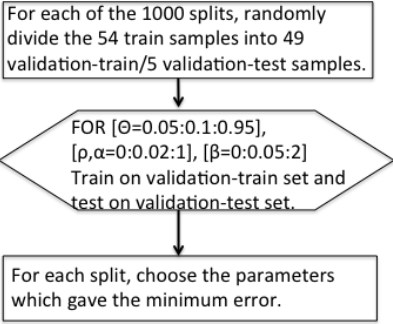 For each of the 1000 splits, randomly
divide the 54 train samples into 49
validation-train/5 validation-test samples.
FOR [Θ=0.05:0.1:0.95],
[ρ,α=0:0.02:1], [β=0:0.05:2]
Train on validation-train set and
test on validation-test set.
For each split, choose the parameters
which gave the minimum error.